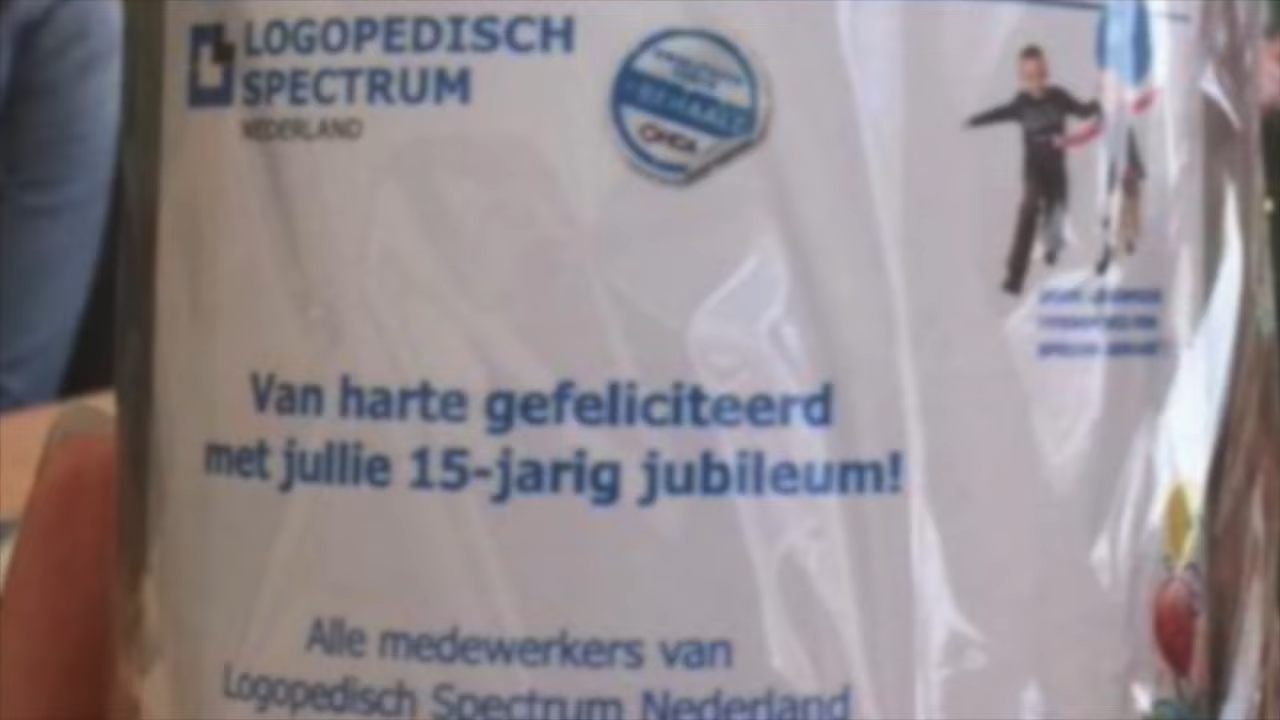 LOGOPEDISCH
SPECTRUM
NEDERLAND
Van harte gefeliciteerd
met jullie 15-jarig jubileum!
Alle medewerkers van
Logopedisch Spectrum Nederland